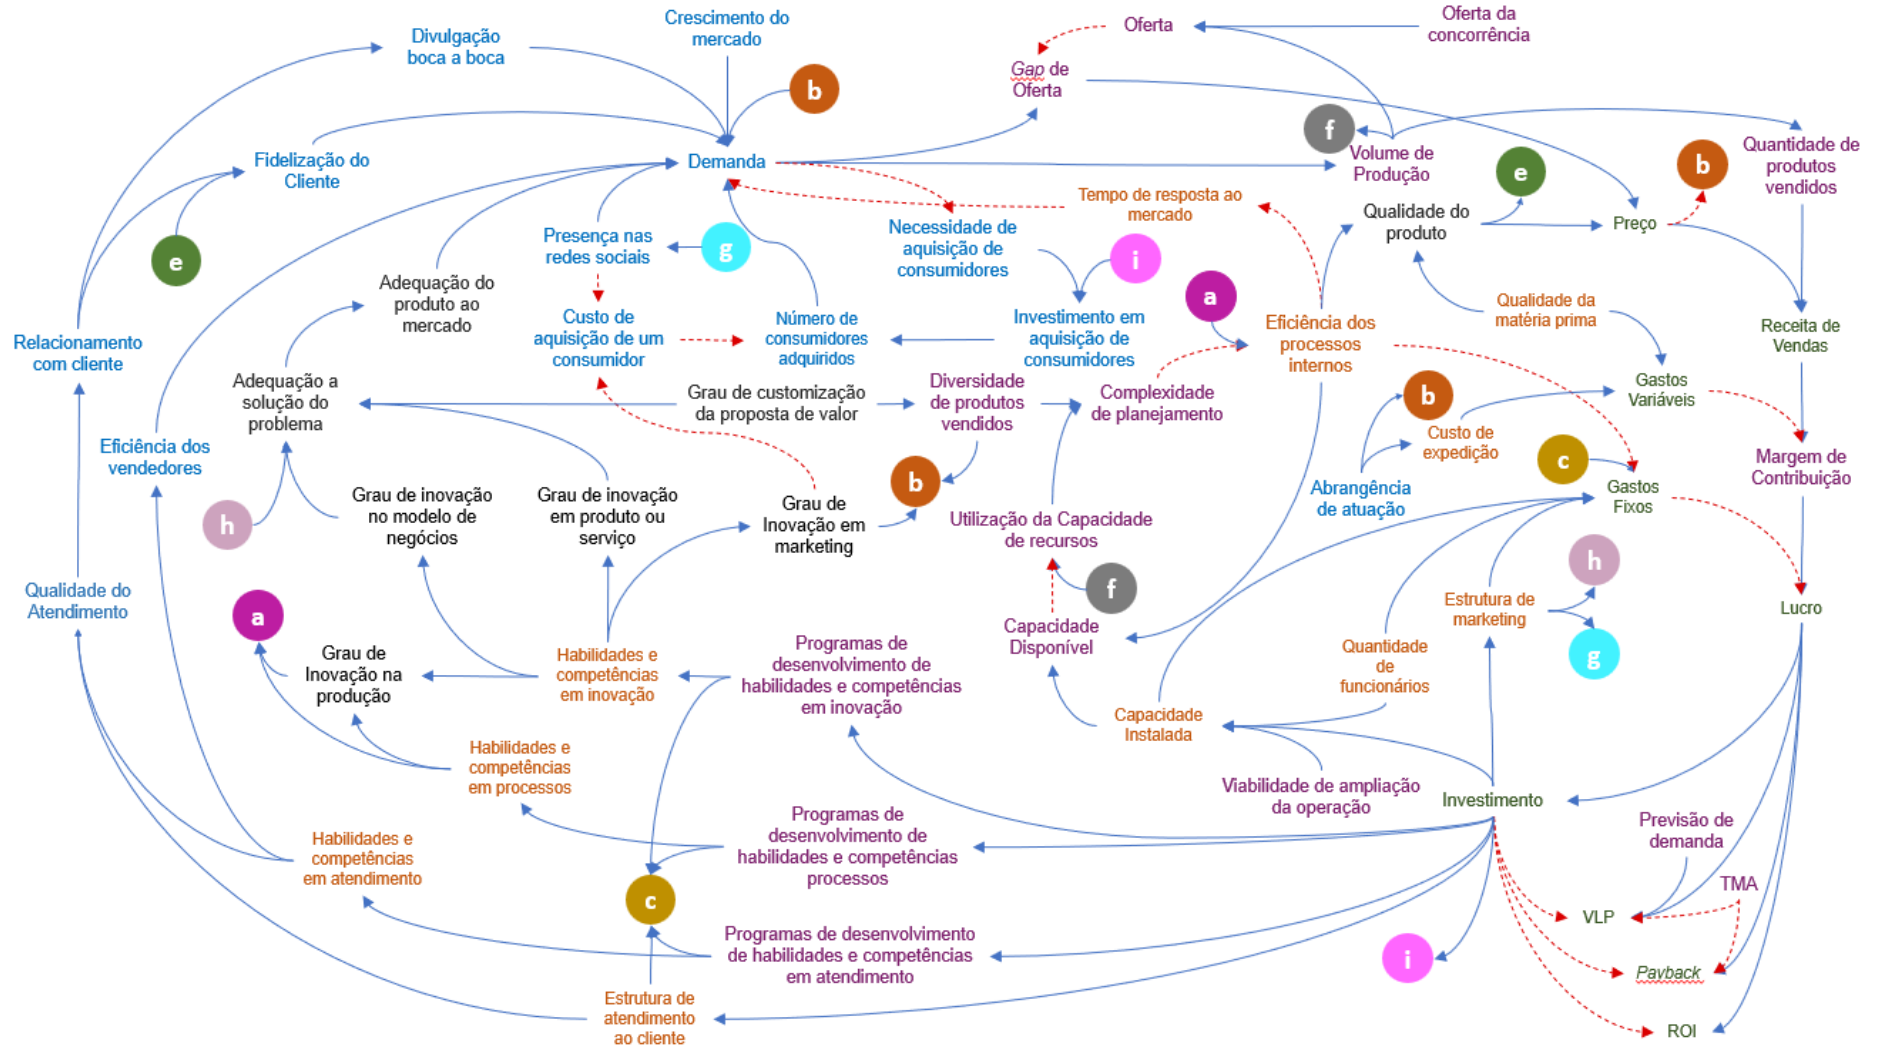 Divulgação
boca a boca
Crescimento do
mercado
b
Oferta
Oferta da
concorrência
Gap de
Oferta
f
Volume de
Produção
Quantidade de
produtos
vendidos
Fidelização do
Cliente
Demanda
e
b
Tempo de resposta ao
mercado
Qualidade do
produto
Preço
e
Presença nas
redes sociais
g
Necessidade de
aquisição de
consumidores
i
a
Adequação do
produto ao
mercado
Qualidade da
matéria prima
Relacionamento
com cliente
Custo de
aquisição de um
consumidor
Número de
consumidores
adquiridos
Investimento em
aquisição de
consumidores
Eficiência dos
processos
internos
Receita de
Vendas
Adequação a
solução do
problema
Grau de customização
da proposta de valor
Diversidade
de produtos
vendidos
Complexidade
de planejamento
b
Gastos
Variáveis
Eficiência dos
vendedores
Custo de
expedição
c
Margem de
Contribuição
h
Grau de inovação
no modelo de
negócios
Grau de inovação
em produto ou
serviço
Grau de
Inovação em
marketing
b
Utilização da Capacidade
de recursos
Abrangência
de atuação
Gastos
Fixos
Qualidade do
Atendimento
a
f
h
Estrutura de
marketing
Lucro
Grau de
Inovação na
produção
Habilidades e
competências
em inovação
Programas de
desenvolvimento de
habilidades e competências
em inovação
Capacidade
Disponível
Quantidade
de
funcionários
g
Capacidade
Instalada
Habilidades e
competências
em processos
Viabilidade de ampliação
da operação
Investimento
Habilidades e
competências
em atendimento
Programas de
desenvolvimento de
habilidades e competências
processos
Previsão de
demanda
c
TMA
VLP
Programas de desenvolvimento
de habilidades e competências
em atendimento
i
Payback
Estrutura de
atendimento
ao cliente
ROI